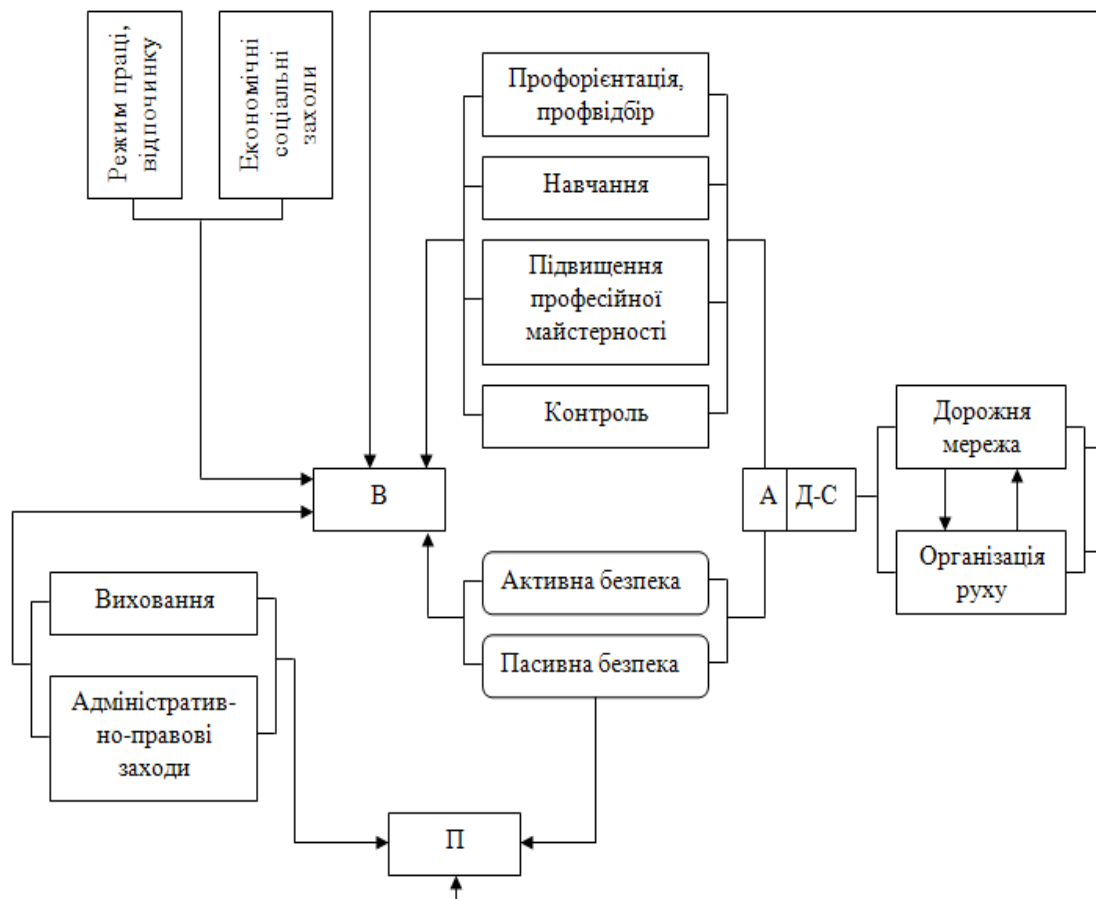 Режим праці,
відпочинку
Економічні
соціальні
заходи
Профорієнтація,
профвідбір
Навчання
Підвищення
професійної
майстерності
Контроль
Дорожня
мережа
В
А
Д-С
Організація
руху
Активна безпека
Виховання
Пасивна безпека
Адміністратив-
но-правові
заходи
П